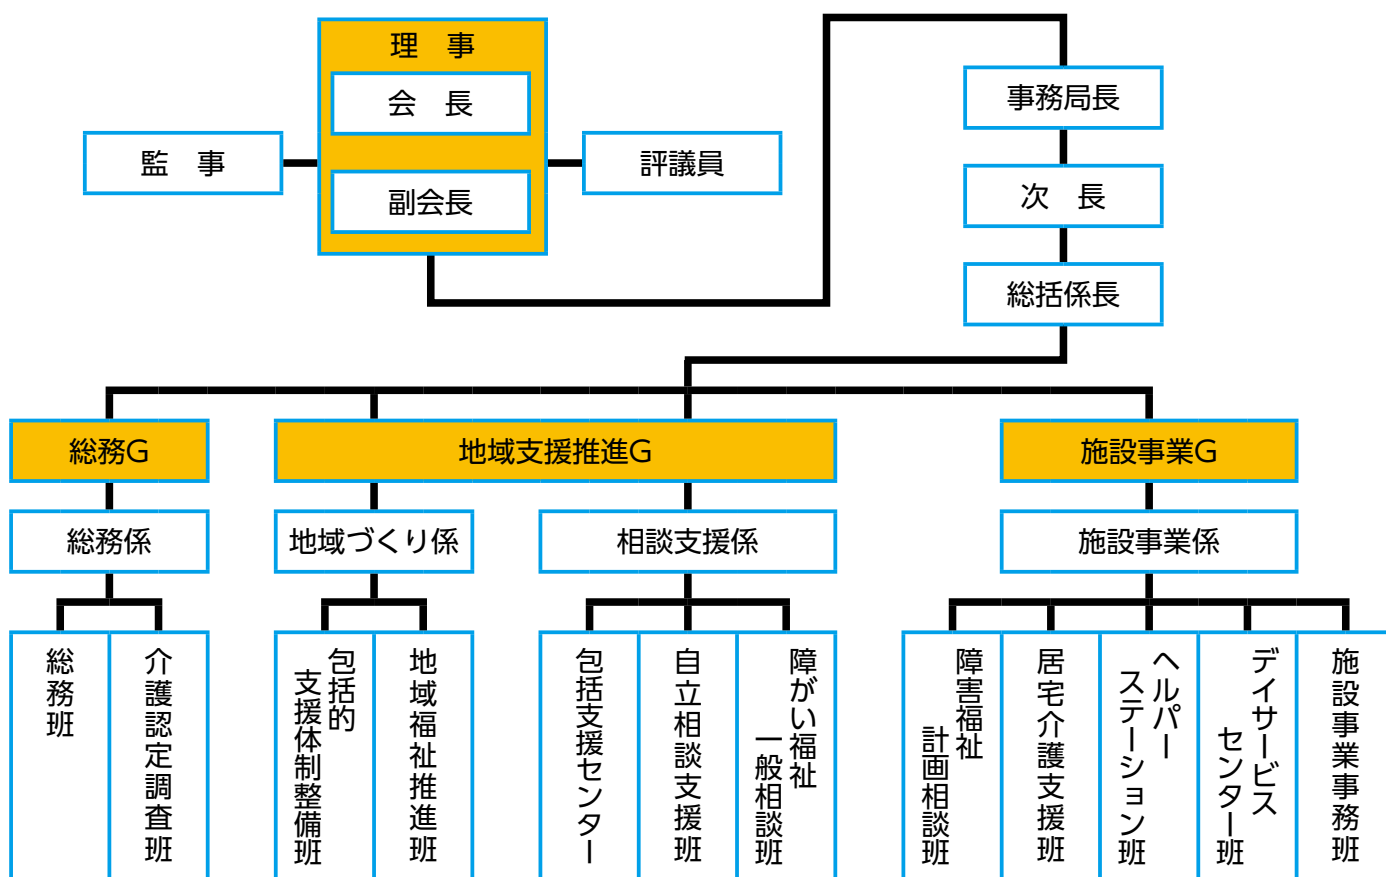 理　事
会　長
副会長
監　事
評議員
事務局長
次　長
総括係長
総務G
地域支援推進G
施設事業G
総務係
地域づくり係
相談支援係
施設事業係
総務班
介護認定調査班
包括的
支援体制整備班
地域福祉推進班
包括支援センター
自立相談支援班
障がい福祉
一般相談班
障害福祉
計画相談班
居宅介護支援班
ヘルパー
ステーション班
デイサービス
センター班
施設事業事務班